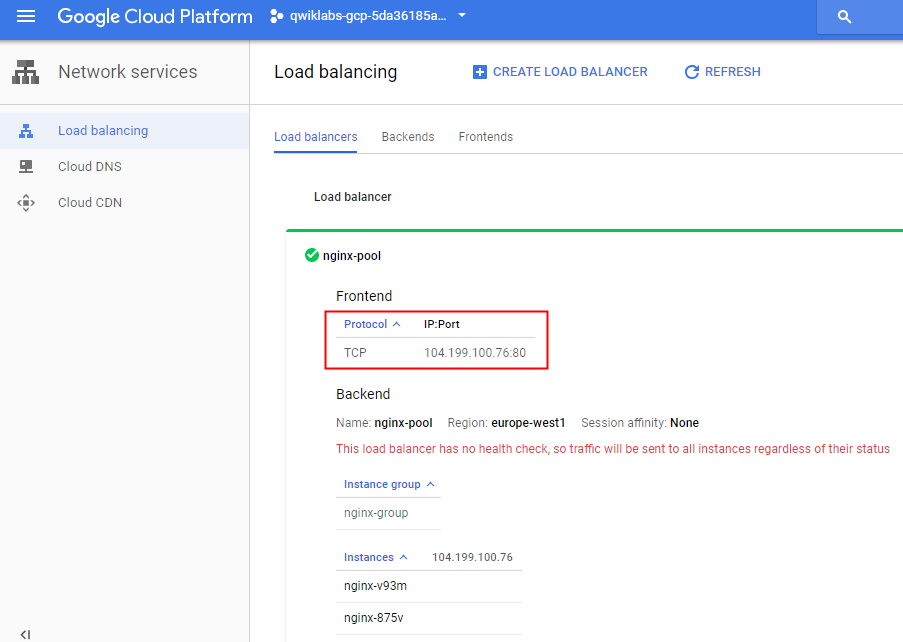 Google Cloud Platform qwiklabs-gcp-5da36185a...
Network services
Load balancing CREATE LOAD BALANCER REFRESH
Load balancing
Cloud DNS
Cloud CDN
Load balancers Backends Frontends
Load balancer
nginx-pool
Frontend
Protocol IP:Port
TCP 104.199.100.76:80
Backend
Name: nginx-pool Region: europe-west1 Session affinity: None
This load balancer has no health check, so traffic will be sent to all instances regardless of their status
Instance group
nginx-group
Instances 104.199.100.76
nginx-v93m
nginx-875v